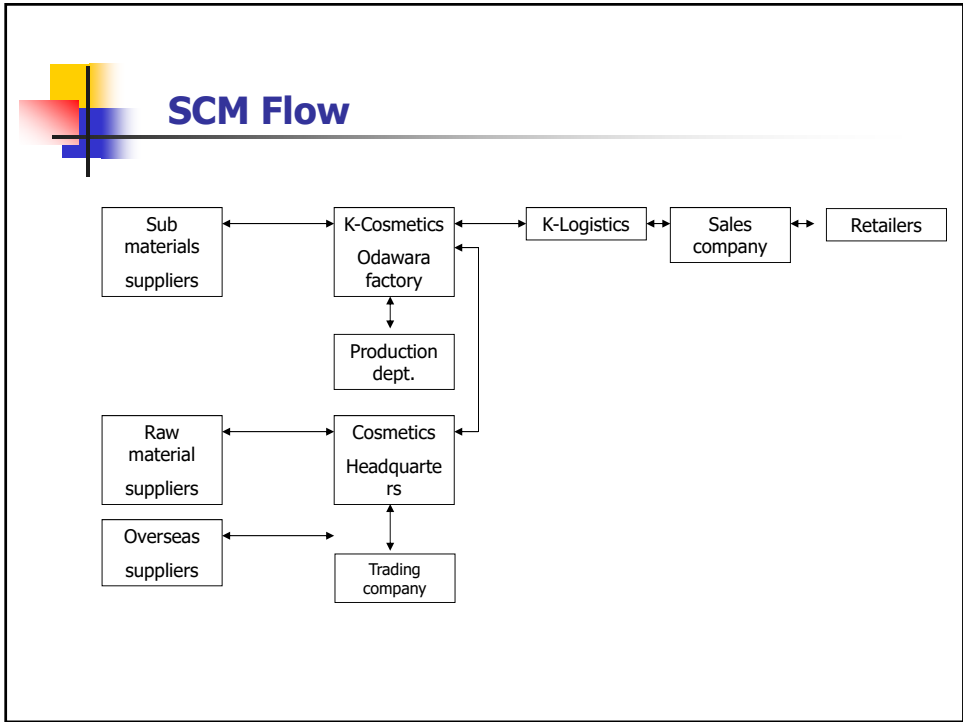 SCM Flow
Sub
materials
suppliers
K-Cosmetics
Odawara
factory
K-Logistics
Sales
company
Retailers
Production
dept.
Raw
material
suppliers
Cosmetics
Headquarte
rs
Overseas
suppliers
Trading
company